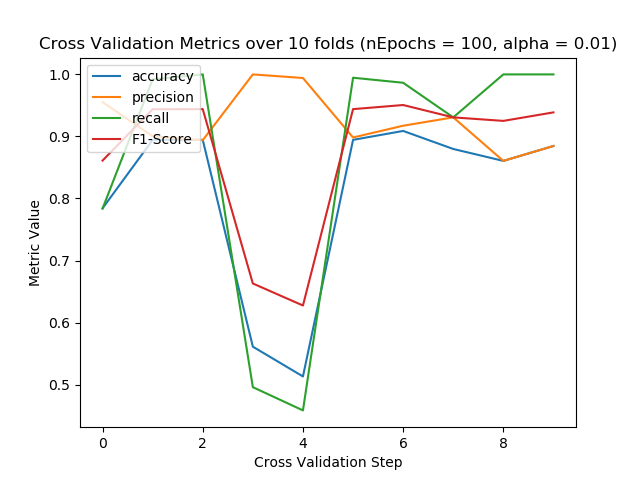 Cross Validation Metrics over 10 folds (nEpochs = 100, alpha = 0.01)
1.0
0.9
0.8
0.7
0.6
0.5
Metric Value
accuracy
precision
recall
F1-Score
0 2 4 6 8
Cross Validation Step